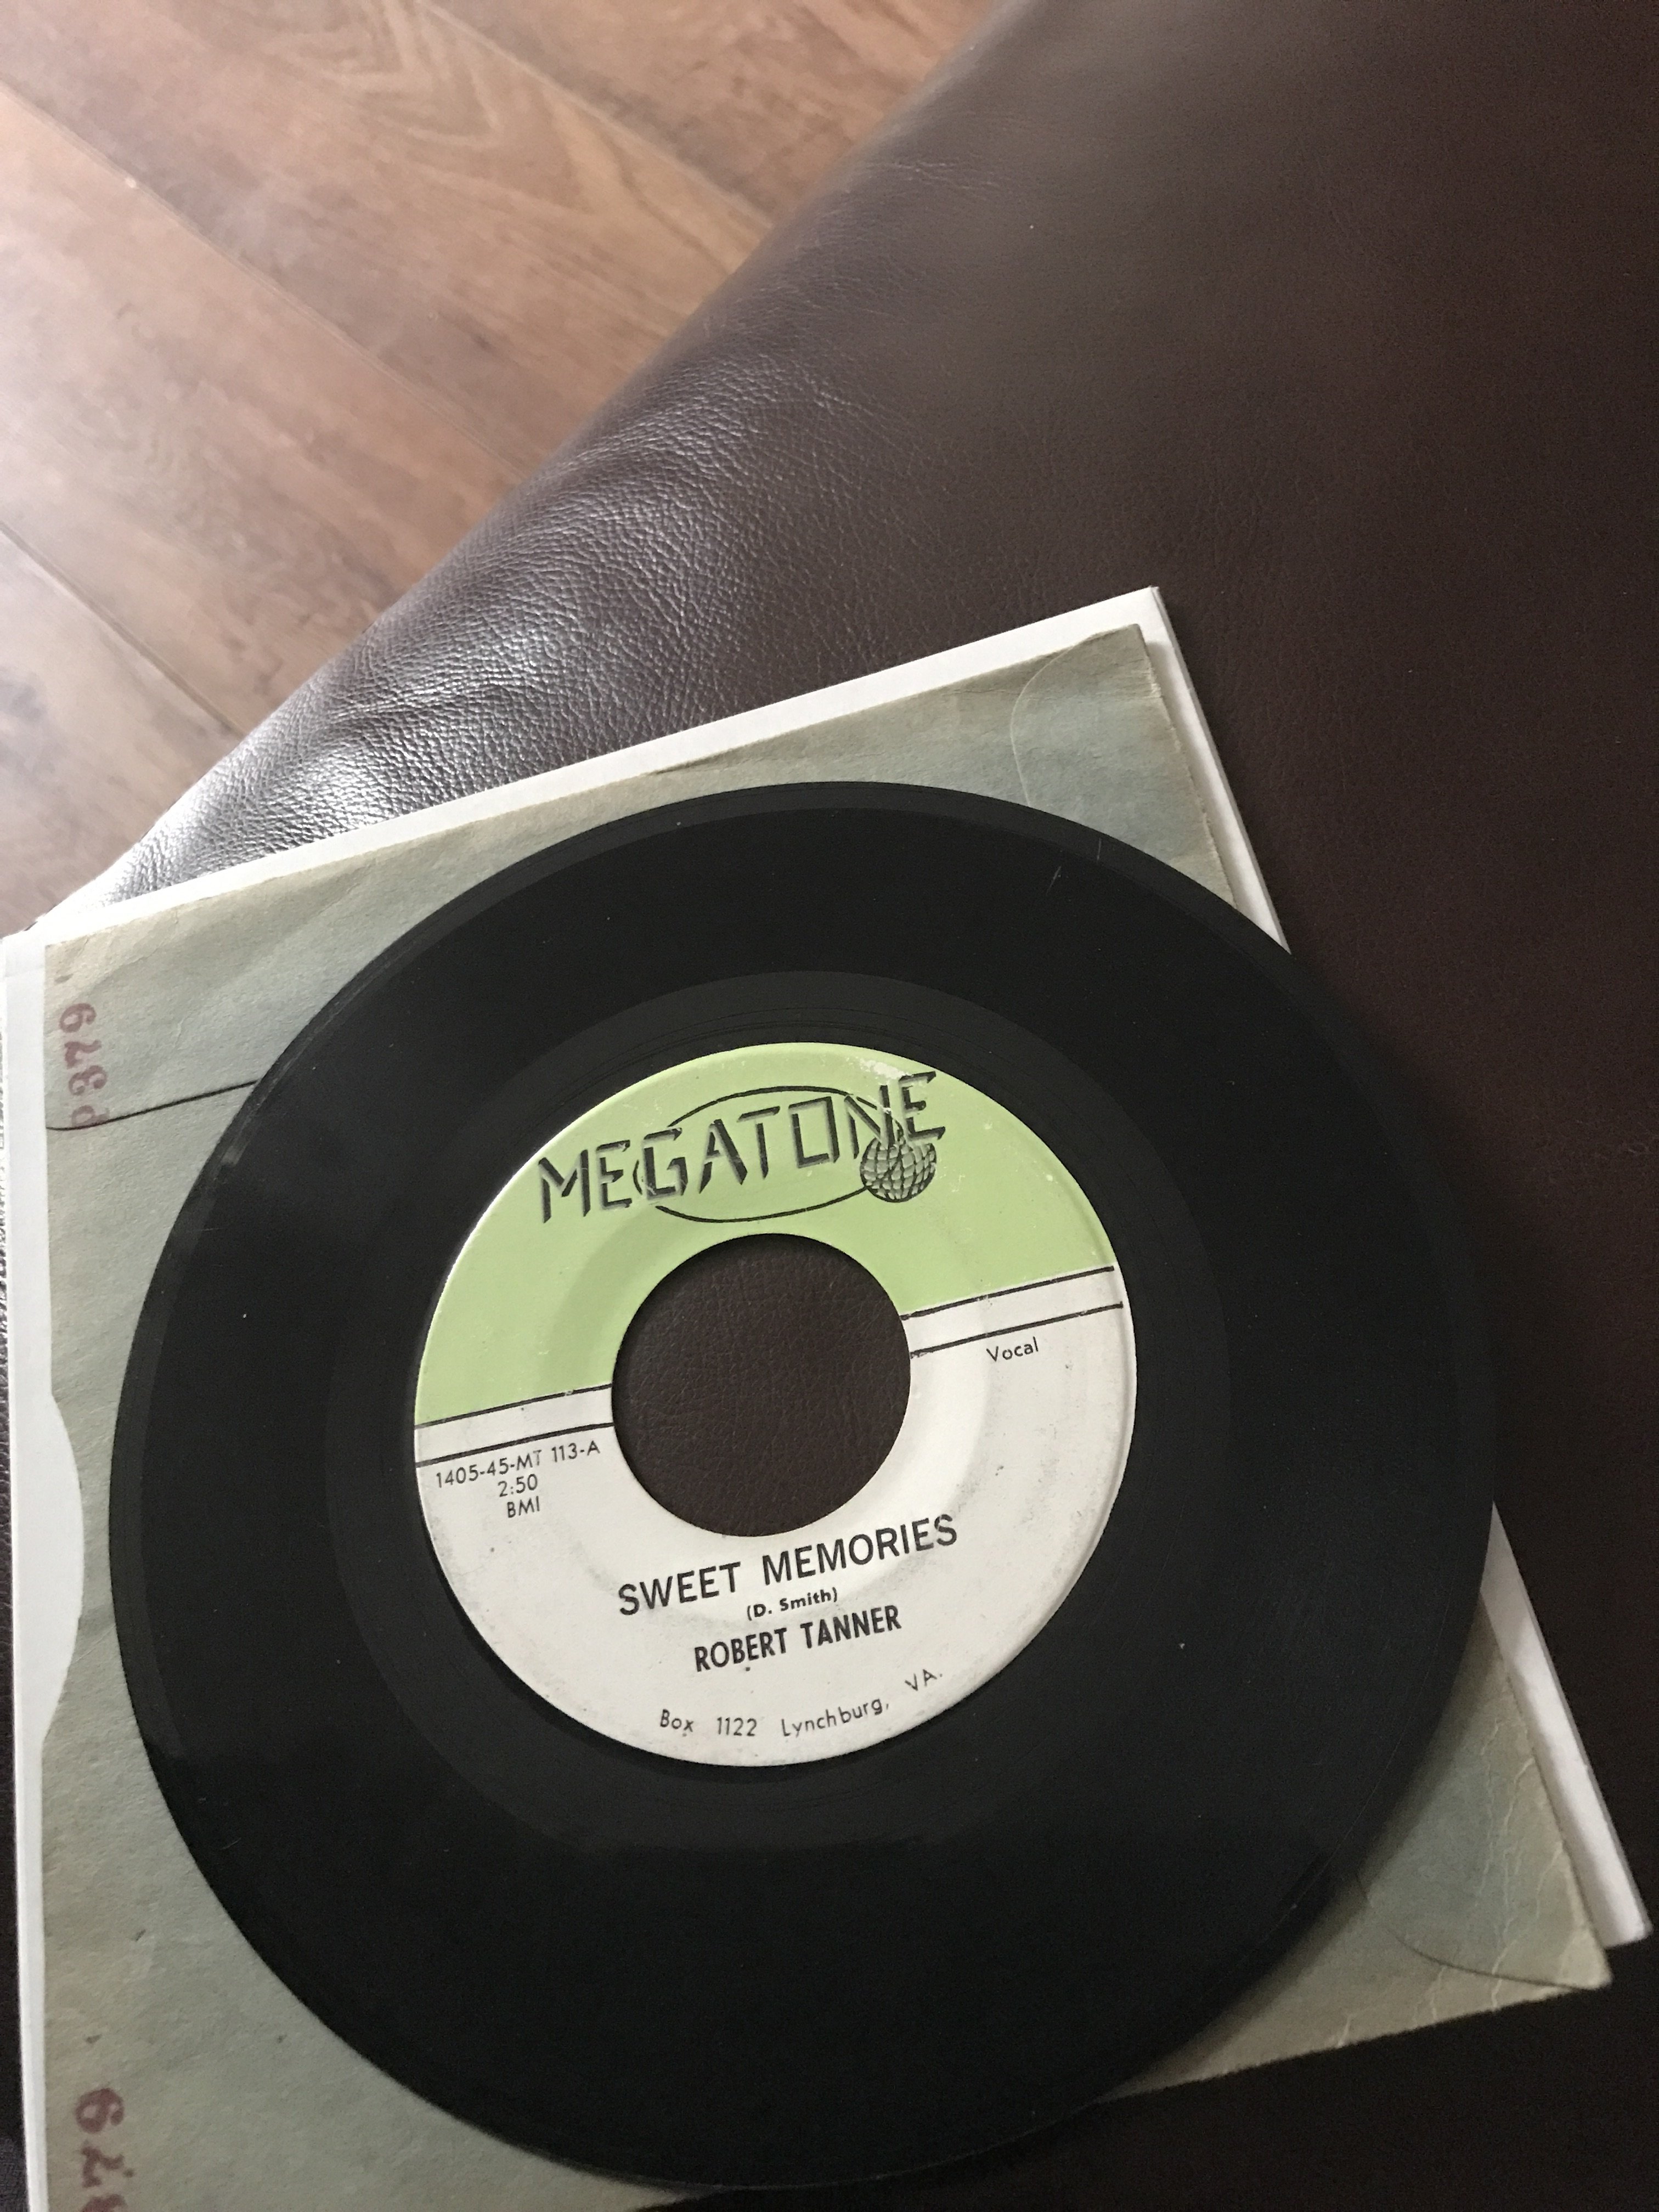 MEGATONE
Vocal
1405-45-MT 113-A
2:50
BMI
SWEET MEMORIES
(D. Smith)
ROBERT TANNER
Box 1122 Lynchburg, VA.